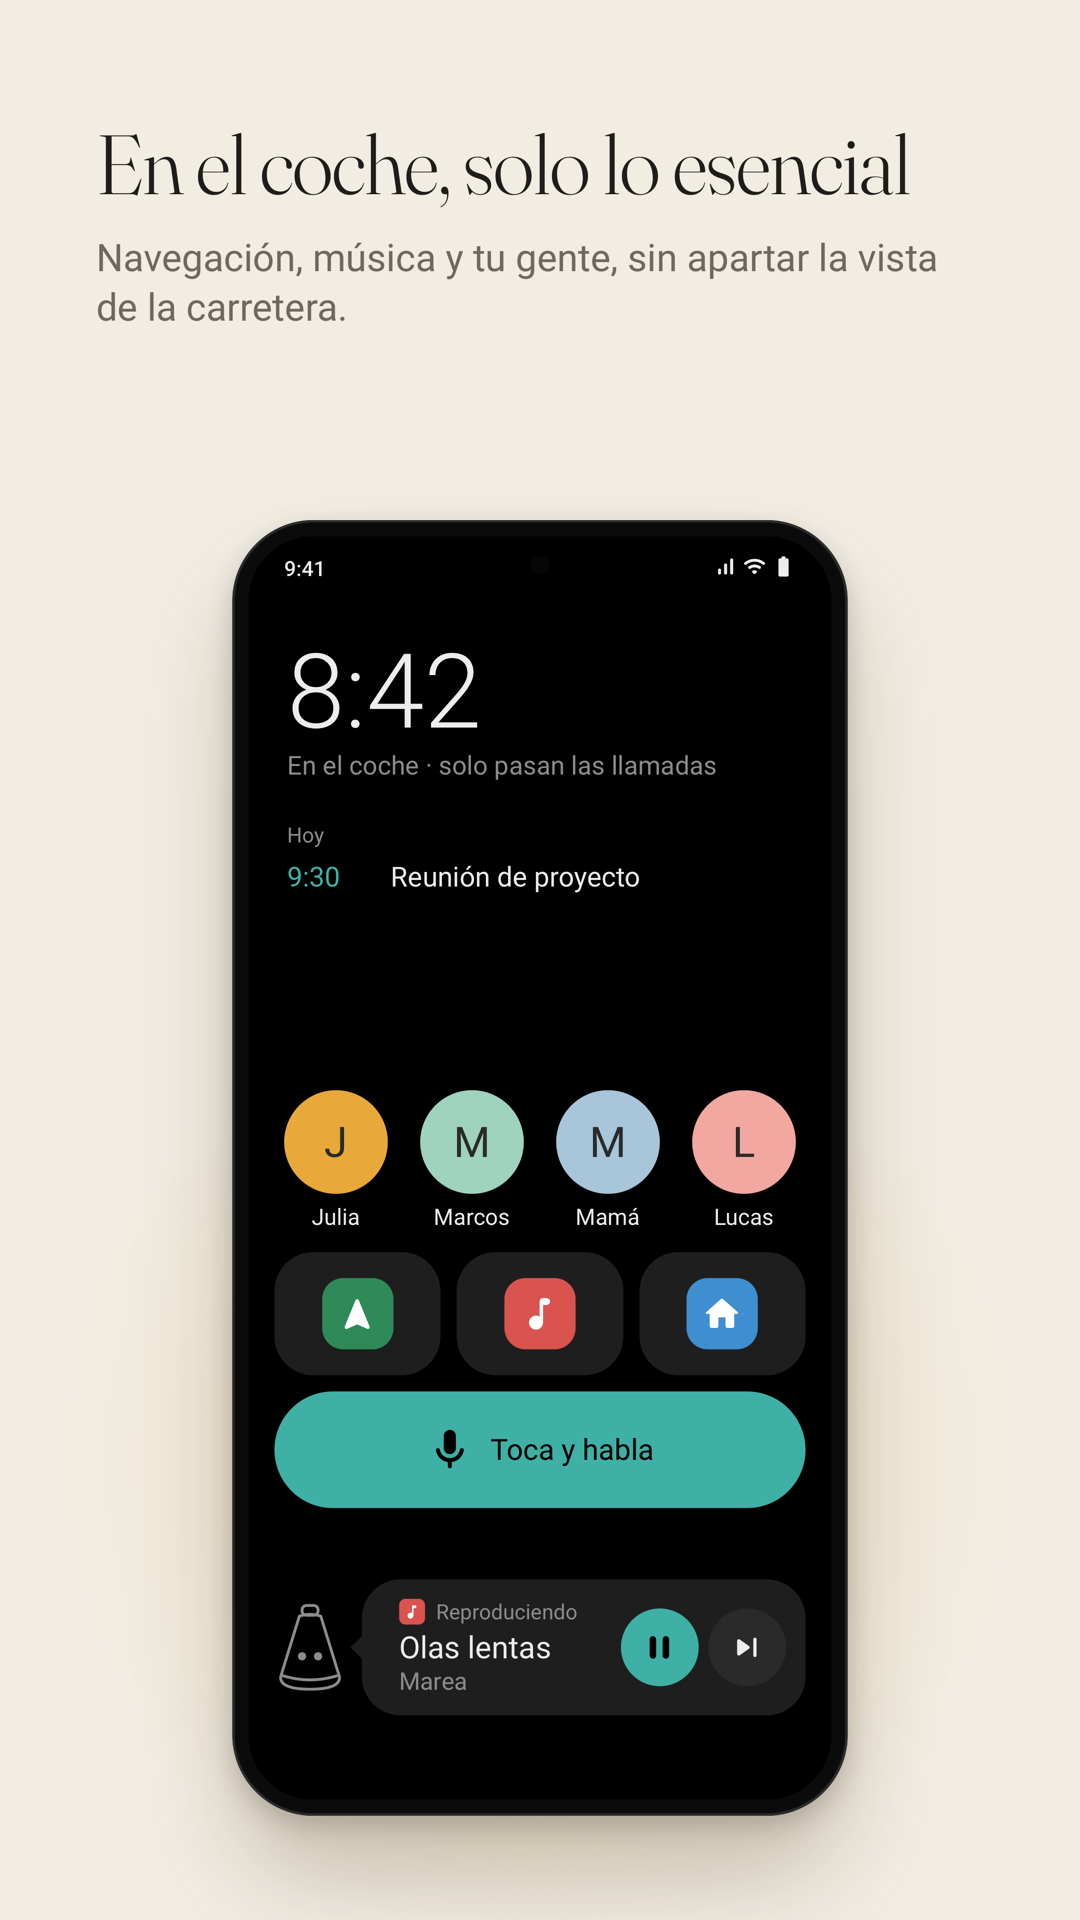 En el coche, solo lo esencial
Navegación, música y tu gente, sin apartar la vista
de la carretera.
9:41
8:42
En el coche · solo pasan las llamadas
Hoy
9:30 Reunión de proyecto
J M M L
Julia Marcos Mamá Lucas
Toca y habla
Reproduciendo
Olas lentas
Marea